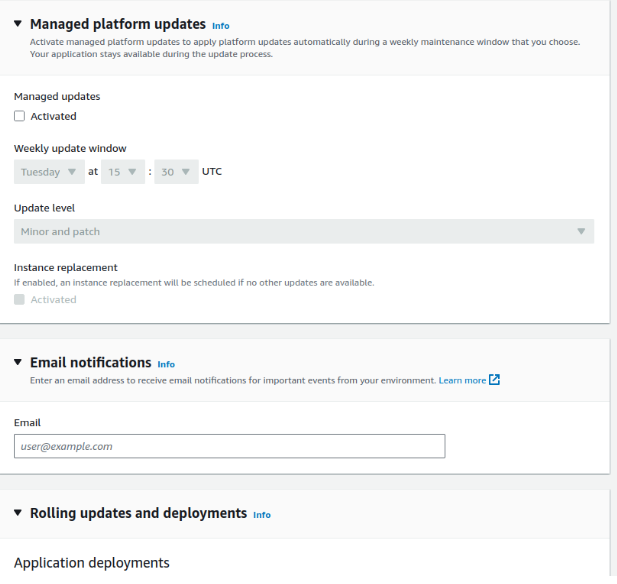 Managed platform updates Info
Activate managed platform updates to apply platform updates automatically during a weekly maintenance window that you choose.
Your application stays available during the update process.
Managed updates
Activated
Weekly update window
Tuesday at 15 : 30 UTC
Update level
Minor and patch
Instance replacement
If enabled, an instance replacement will be scheduled if no other updates are available.
Activated
Email notifications Info
Enter an email address to receive email notifications for important events from your environment. Learn more
Email
user@example.com
Rolling updates and deployments Info
Application deployments